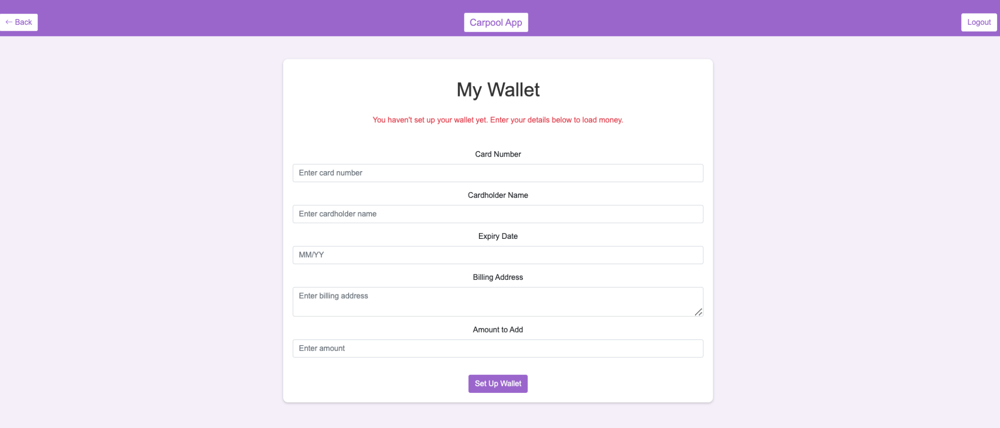 ← Back
Carpool App
Logout
My Wallet
You haven't set up your wallet yet. Enter your details below to load money.
Card Number
Enter card number
Cardholder Name
Enter cardholder name
Expiry Date
MM/YY
Billing Address
Enter billing address
Amount to Add
Enter amount
Set Up Wallet